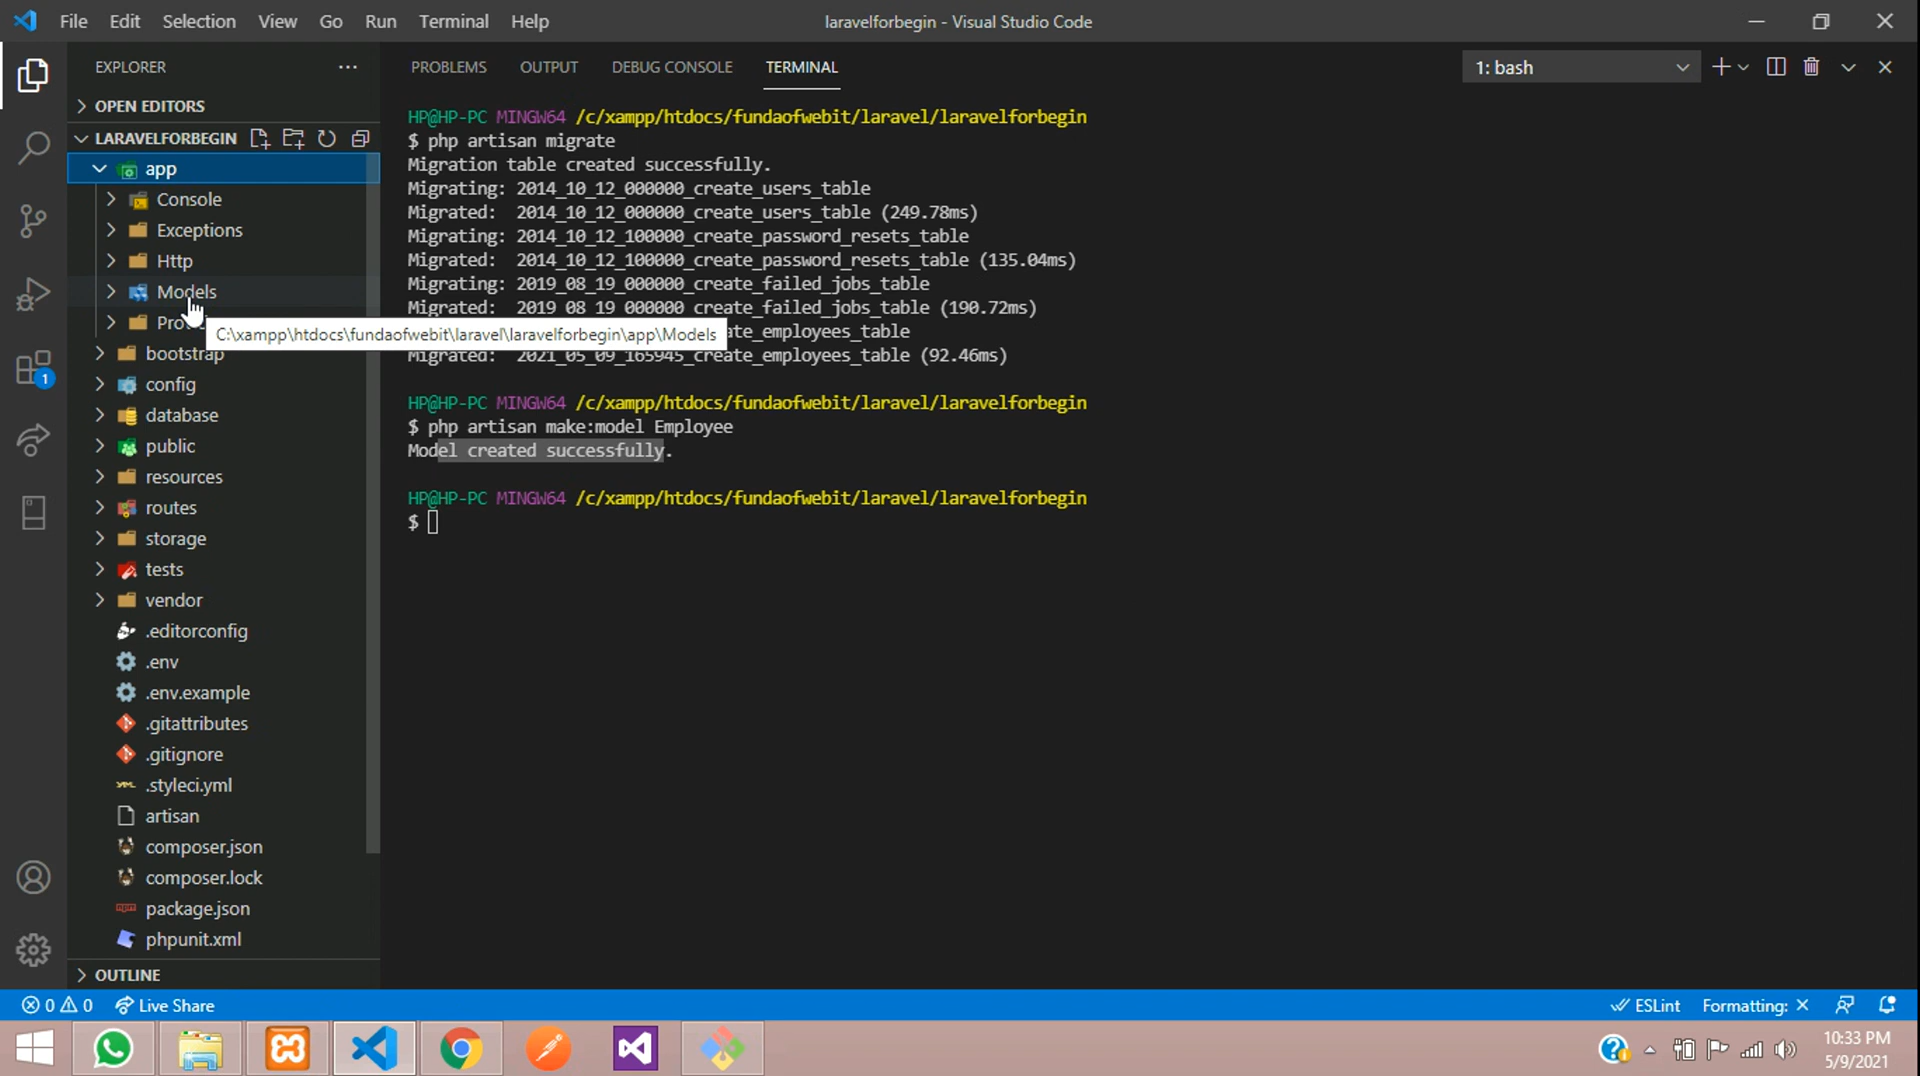 File Edit Selection View Go Run Terminal Help
laravelforbegin - Visual Studio Code
EXPLORER
OPEN EDITORS
LARAVELFORBEGIN
app
Console
Exceptions
Http
Models
C:\xampp\htdocs\fundaofwebit\laravel\laravelforbegin\app\Models
bootstrap
config
database
public
resources
routes
storage
tests
vendor
.editorconfig
.env
.env.example
.gitattributes
.gitignore
.styleci.yml
artisan
composer.json
composer.lock
package.json
phpunit.xml
OUTLINE
PROBLEMS OUTPUT DEBUG CONSOLE TERMINAL
1: bash
HP@HP-PC MINGW64 /c/xampp/htdocs/fundaofwebit/laravel/laravelforbegin
$ php artisan migrate
Migration table created successfully.
Migrating: 2014_10_12_000000_create_users_table
Migrated:  2014_10_12_000000_create_users_table (249.78ms)
Migrating: 2014_10_12_100000_create_password_resets_table
Migrated:  2014_10_12_100000_create_password_resets_table (135.04ms)
Migrating: 2019_08_19_000000_create_failed_jobs_table
Migrated:  2019_08_19_000000_create_failed_jobs_table (190.72ms)
ate_employees_table
Migrated:  2021_05_09_165945_create_employees_table (92.46ms)
HP@HP-PC MINGW64 /c/xampp/htdocs/fundaofwebit/laravel/laravelforbegin
$ php artisan make:model Employee
Model created successfully.
HP@HP-PC MINGW64 /c/xampp/htdocs/fundaofwebit/laravel/laravelforbegin
$
1
0 0 Live Share
ESLint Formatting: ×
10:33 PM
5/9/2021